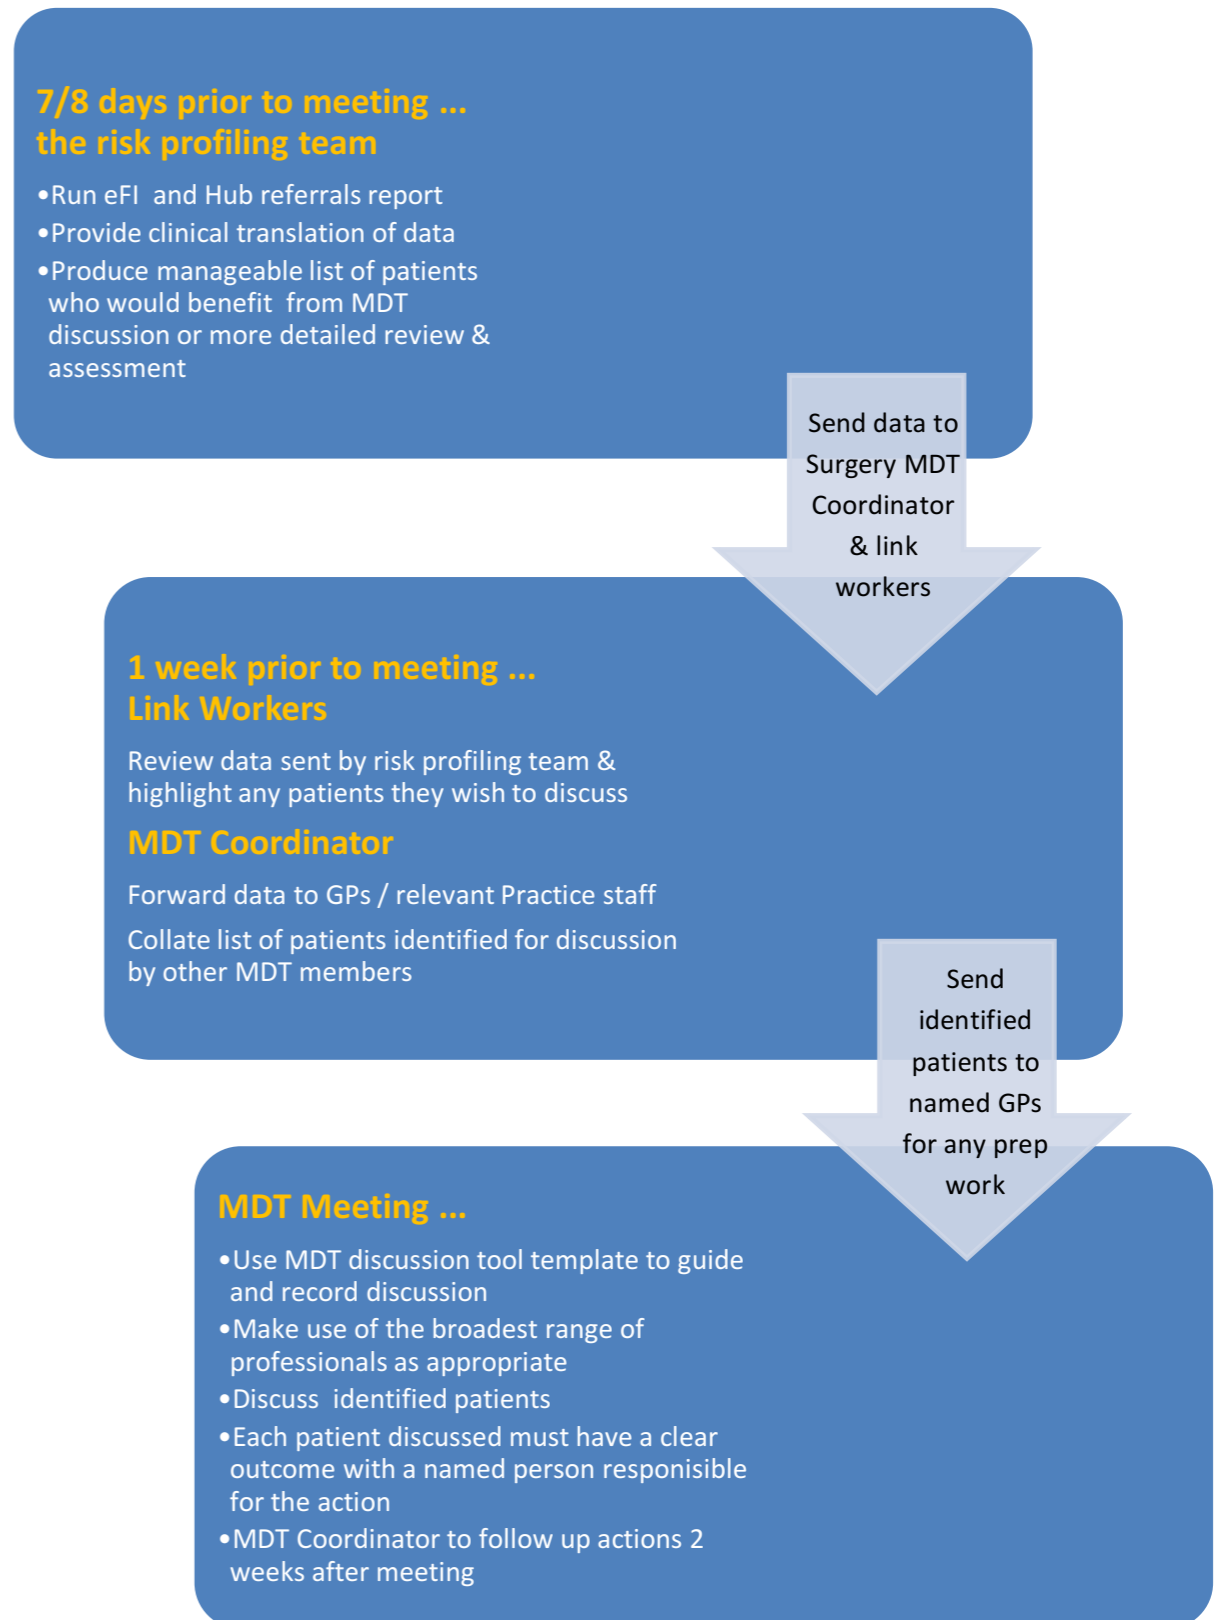 7/8 days prior to meeting ...
the risk profiling team
•Run eFI  and Hub referrals report
•Provide clinical translation of data
•Produce manageable list of patients
who would benefit  from MDT
discussion or more detailed review &
assessment
Send data to
Surgery MDT
Coordinator
& link
workers
1 week prior to meeting ...
Link Workers
Review data sent by risk profiling team &
highlight any patients they wish to discuss
MDT Coordinator
Forward data to GPs / relevant Practice staff
Collate list of patients identified for discussion
by other MDT members
Send
identified
patients to
named GPs
for any prep
work
MDT Meeting ...
•Use MDT discussion tool template to guide
and record discussion
•Make use of the broadest range of
professionals as appropriate
•Discuss  identified patients
•Each patient discussed must have a clear
outcome with a named person responisible
for the action
•MDT Coordinator to follow up actions 2
weeks after meeting